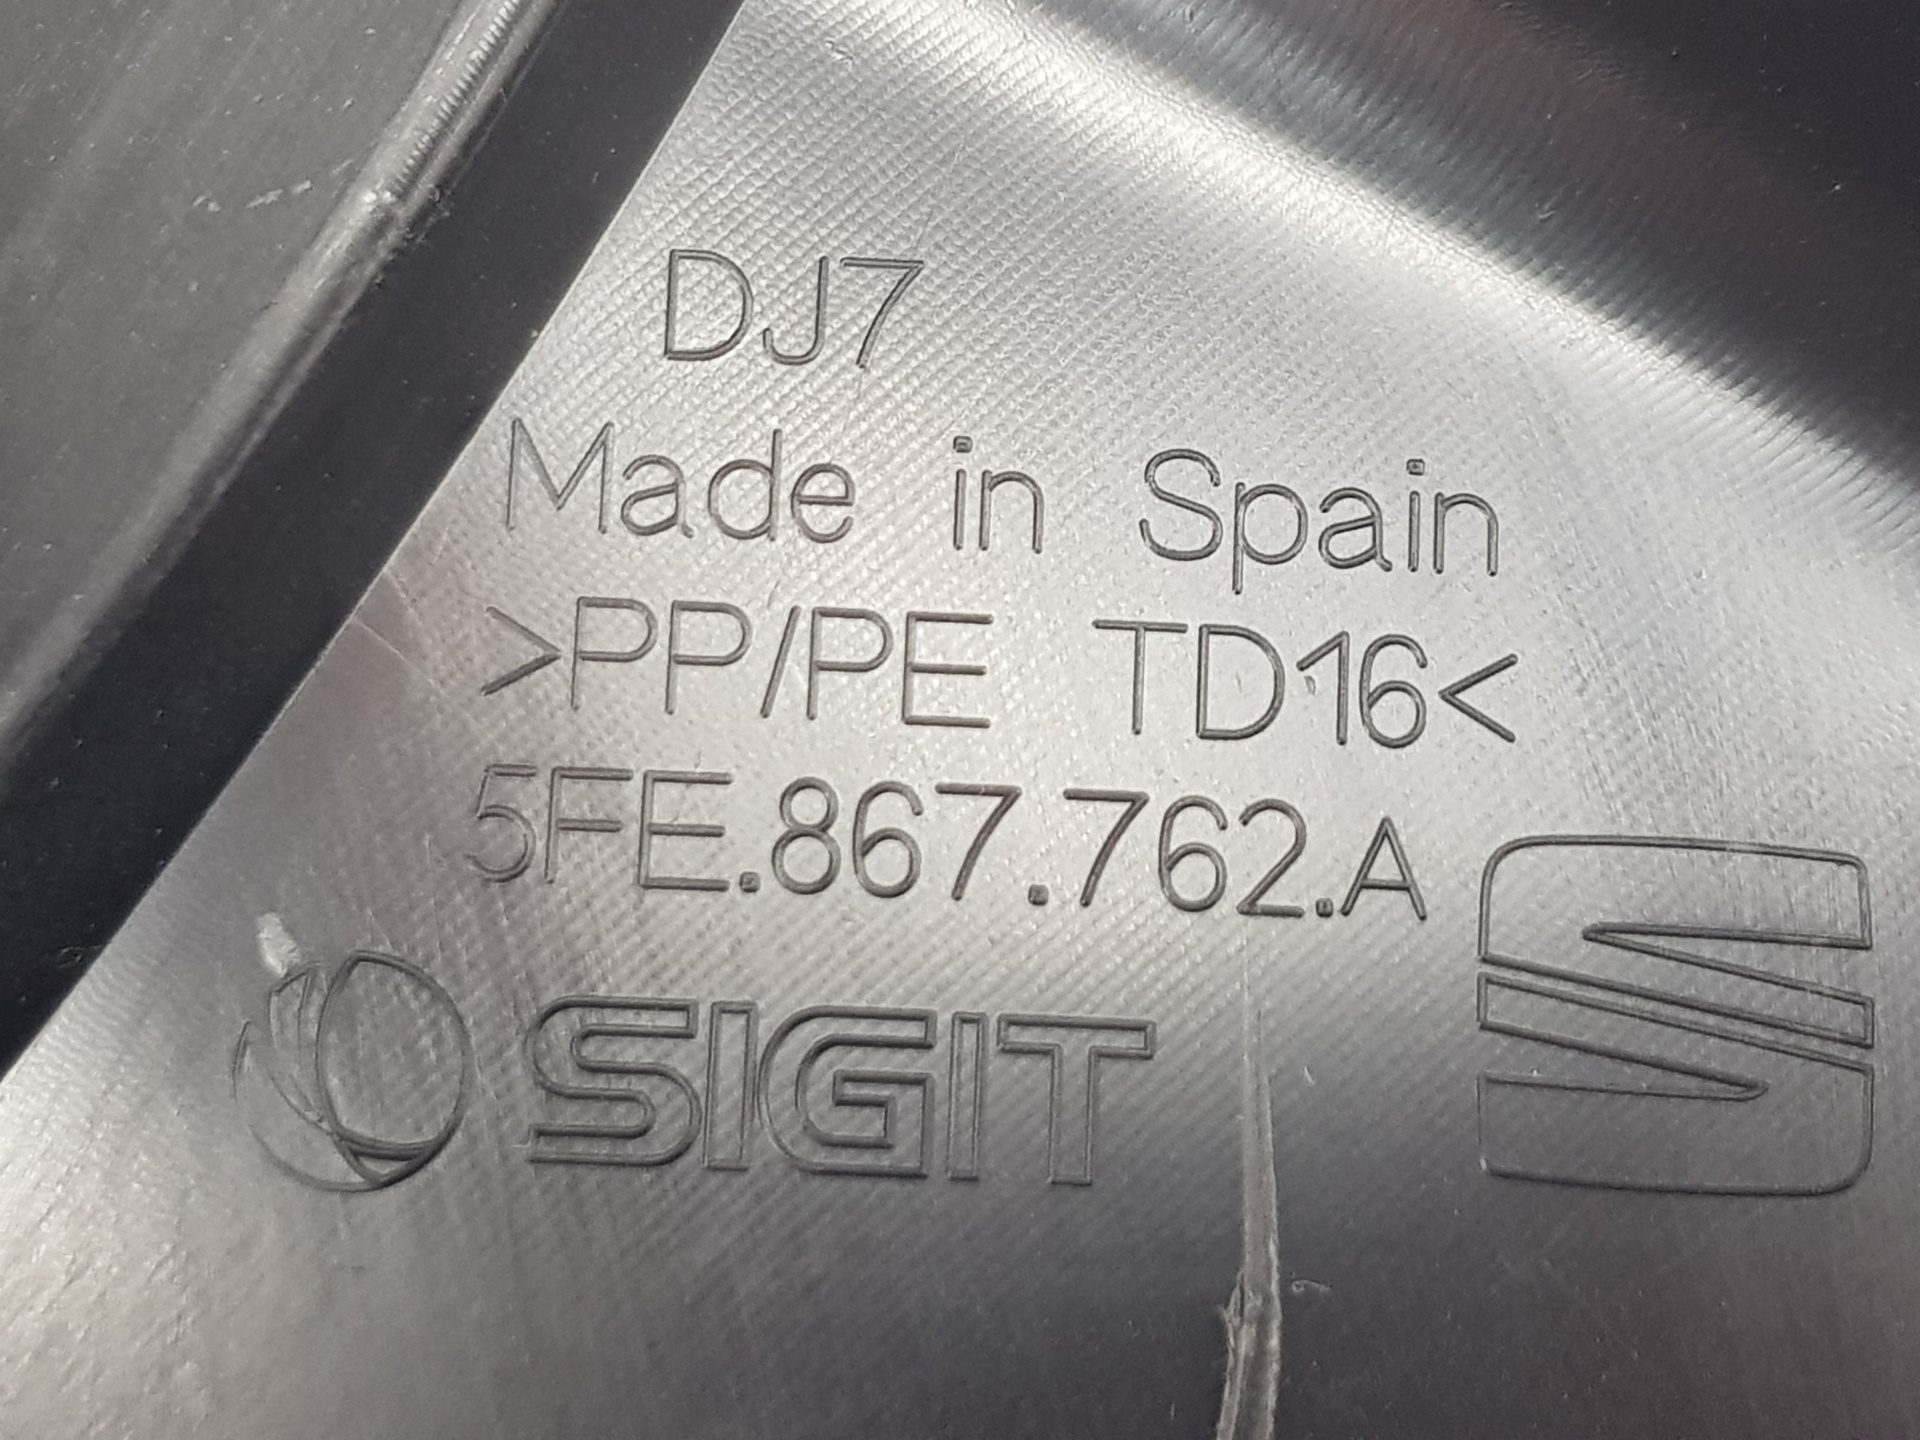 DJ7
Made in Spain
>PP/PE TD16<
5FE.867.762.A
SIGIT